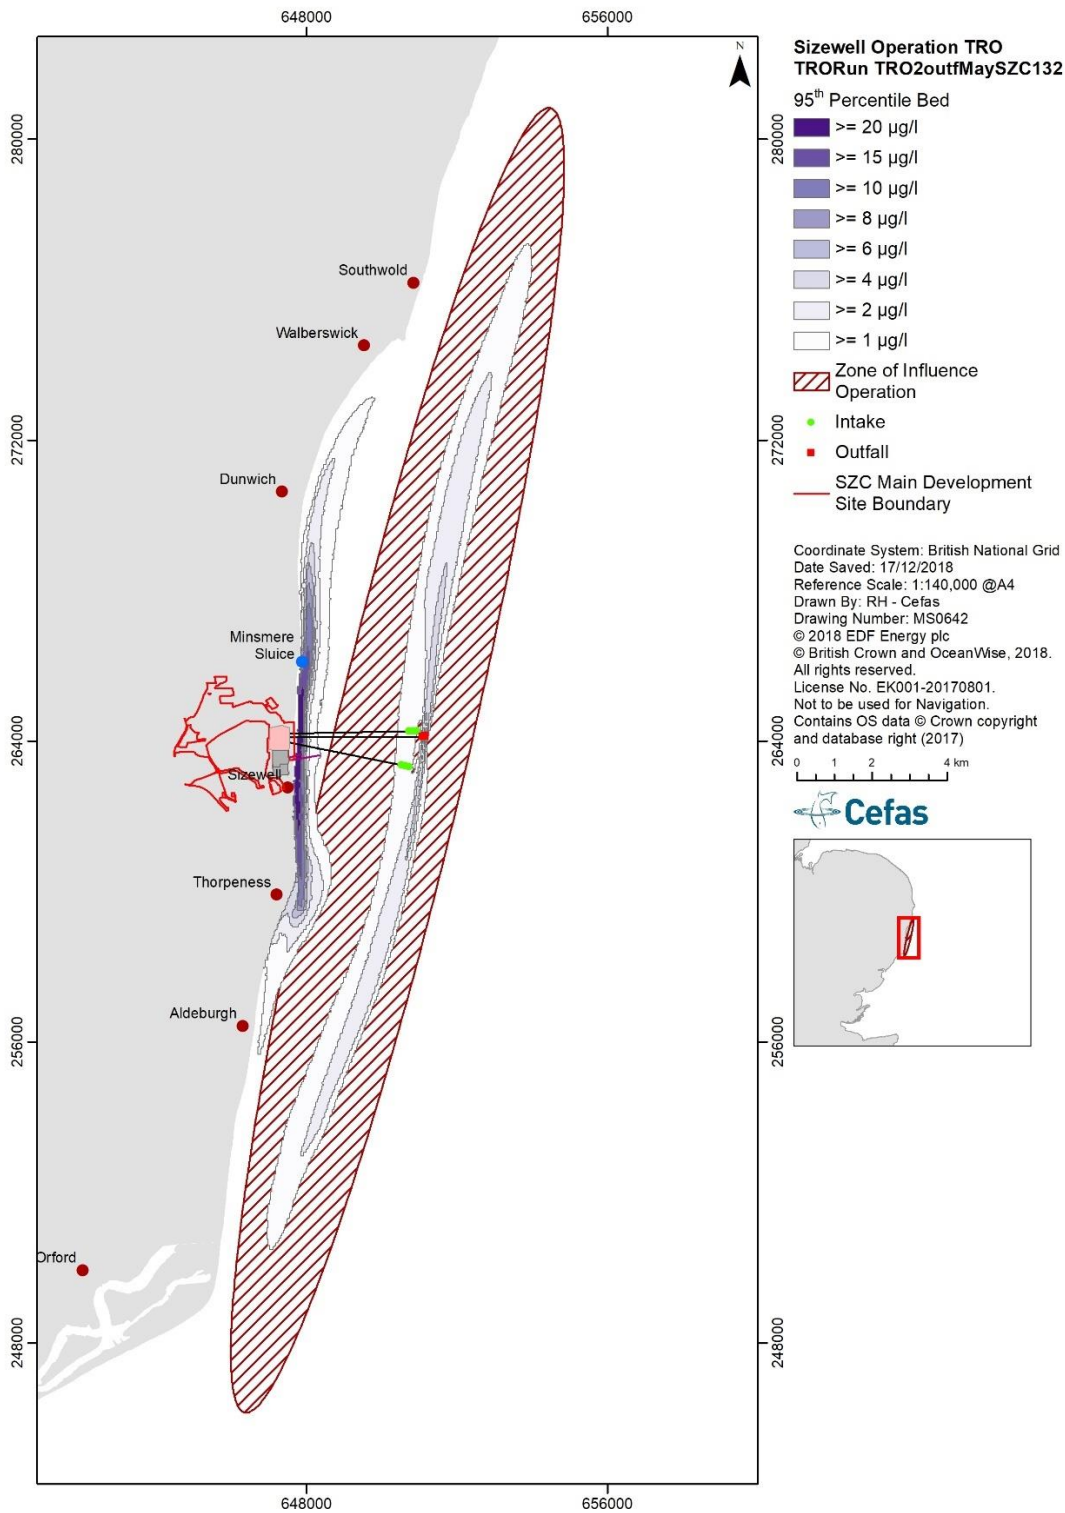 648000
656000
N
280000
280000
272000
272000
264000
264000
256000
256000
248000
248000
Southwold
Walberswick
Dunwich
Minsmere
Sluice
Sizewell
Thorpeness
Aldeburgh
Orford
648000
656000
Sizewell Operation TRO
TRORun TRO2outfMaySZC132
95th Percentile Bed
>= 20 µg/l
>= 15 µg/l
>= 10 µg/l
>= 8 µg/l
>= 6 µg/l
>= 4 µg/l
>= 2 µg/l
>= 1 µg/l
Zone of Influence
Operation
Intake
Outfall
SZC Main Development
Site Boundary
Coordinate System: British National Grid
Date Saved: 17/12/2018
Reference Scale: 1:140,000 @A4
Drawn By: RH - Cefas
Drawing Number: MS0642
© 2018 EDF Energy plc
© British Crown and OceanWise, 2018.
All rights reserved.
License No. EK001-20170801.
Not to be used for Navigation.
Contains OS data © Crown copyright
and database right (2017)
0 1 2 4 km
Cefas